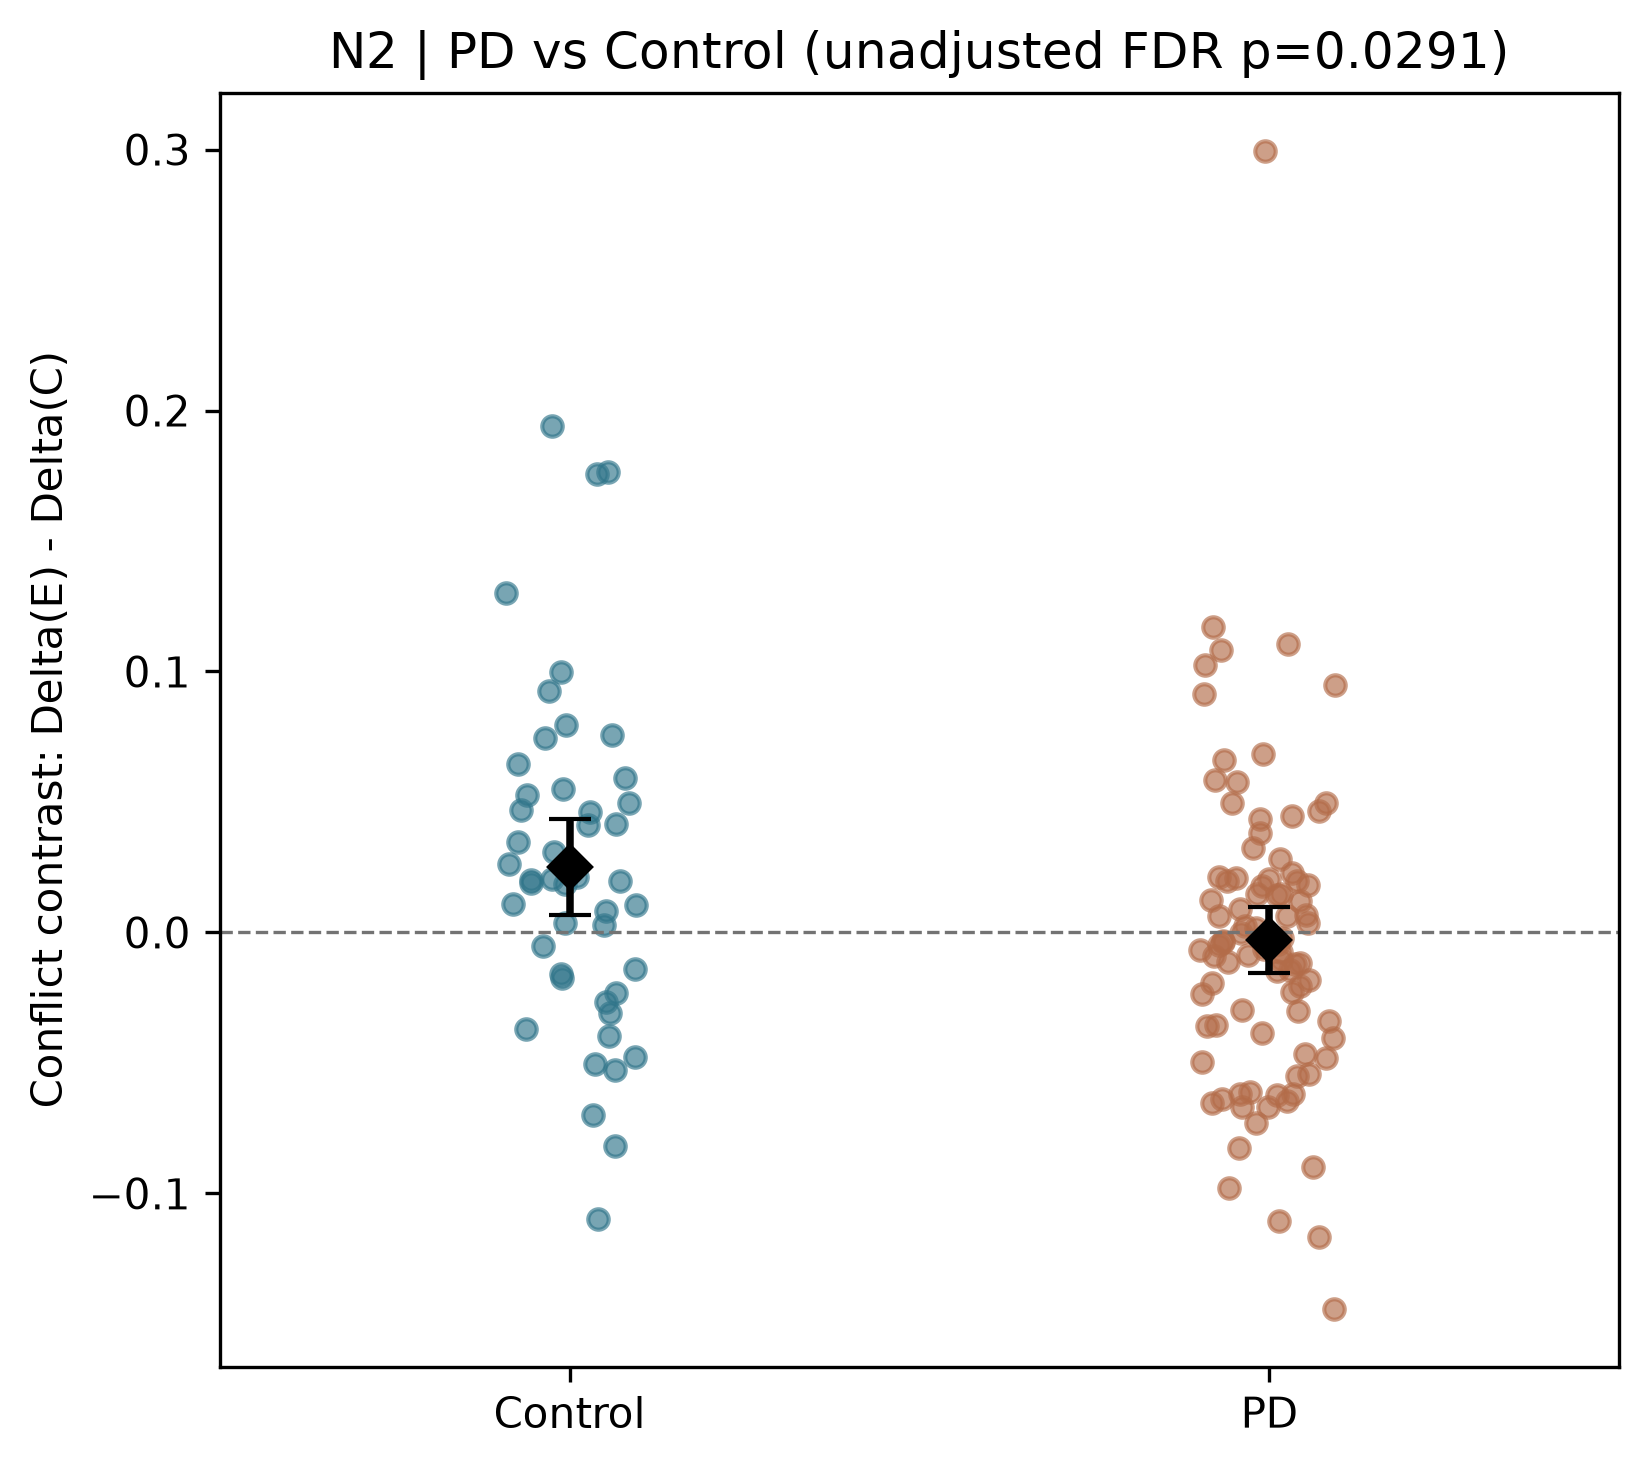 N2 | PD vs Control (unadjusted FDR p=0.0291)
Conflict contrast: Delta(E) - Delta(C)
0.3
0.2
0.1
0.0
−0.1
Control
PD